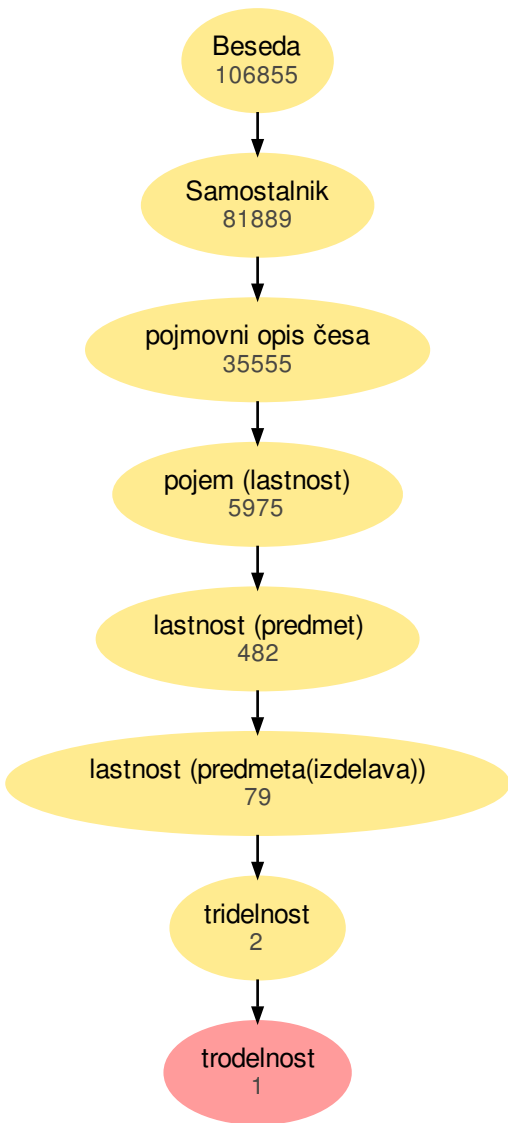 Beseda
106855
Samostalnik
81889
pojmovni opis česa
35555
pojem (lastnost)
5975
lastnost (predmet)
482
lastnost (predmeta(izdelava))
79
tridelnost
2
trodelnost
1